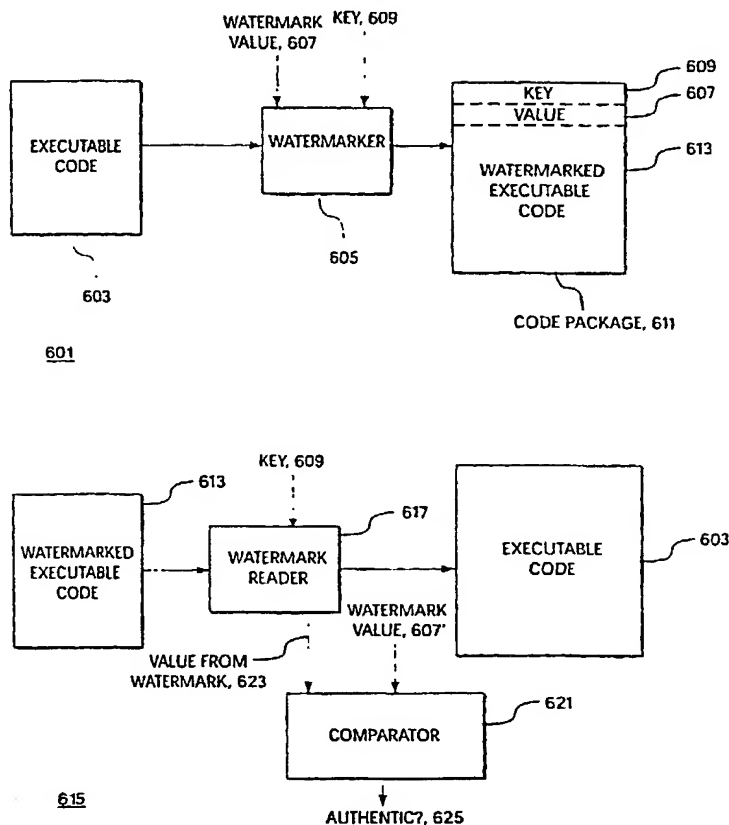 WATERMARK
VALUE, 607
KEY, 609
EXECUTABLE
CODE
603
WATERMARKER
605
KEY
609
VALUE
607
WATERMARKED
EXECUTABLE
CODE
613
CODE PACKAGE, 611
601
WATERMARKED
EXECUTABLE
CODE
613
KEY, 609
WATERMARK
READER
617
EXECUTABLE
CODE
603
VALUE FROM
WATERMARK, 623
WATERMARK
VALUE, 607'
COMPARATOR
621
615
AUTHENTIC?, 625